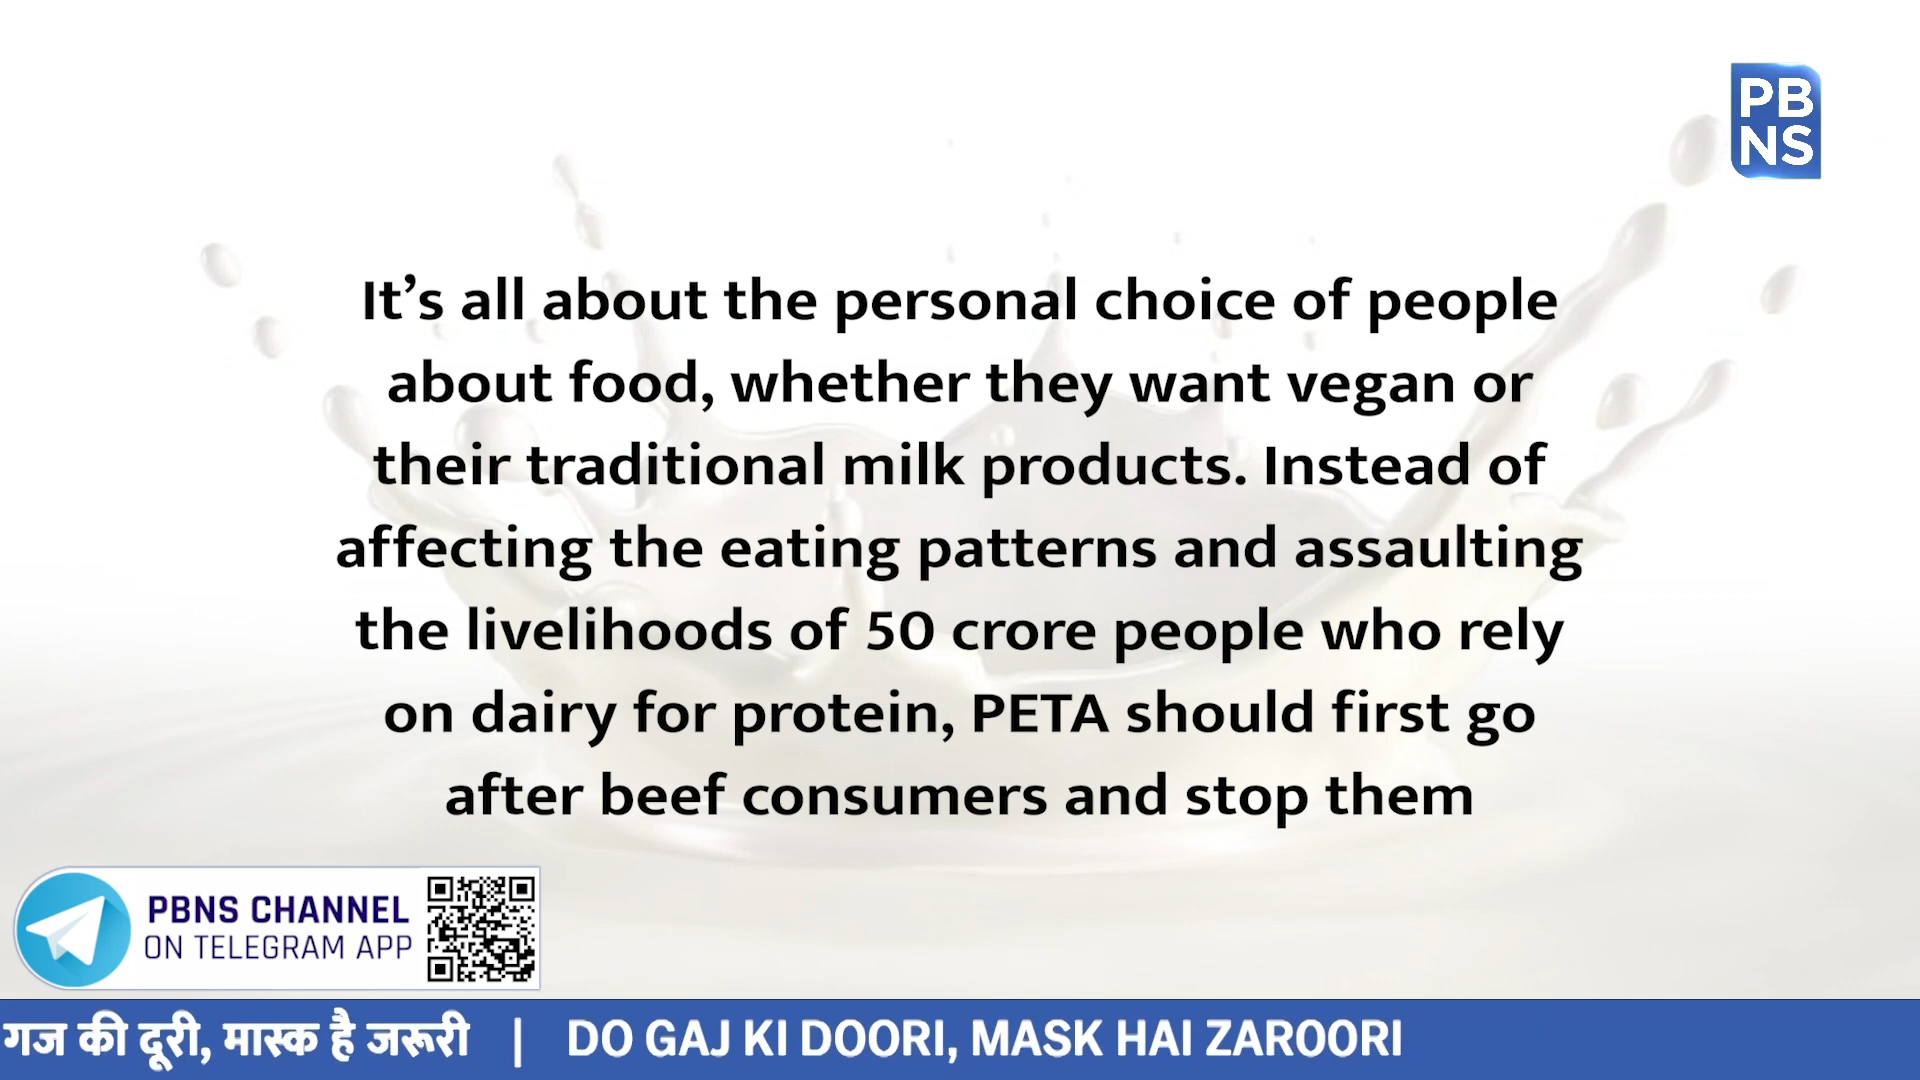 PB
NS
It’s all about the personal choice of people
about food, whether they want vegan or
their traditional milk products. Instead of
affecting the eating patterns and assaulting
the livelihoods of 50 crore people who rely
on dairy for protein, PETA should first go
after beef consumers and stop them
PBNS CHANNEL
ON TELEGRAM APP
गज की दूरी, मास्क है जरूरी | DO GAJ KI DOORI, MASK HAI ZAROORI